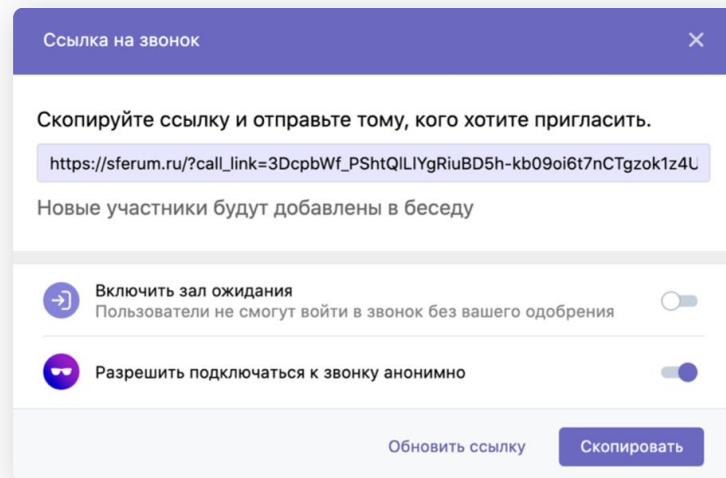 Ссылка на звонок
Скопируйте ссылку и отправьте тому, кого хотите пригласить.
https://sferum.ru/?call_link=3DcpbWf_PShtQlLlYgRiuBD5h-kb09oi6t7nCTgzok1z4U
Новые участники будут добавлены в беседу
Включить зал ожидания
Пользователи не смогут войти в звонок без вашего одобрения
Разрешить подключаться к звонку анонимно
Обновить ссылку
Скопировать